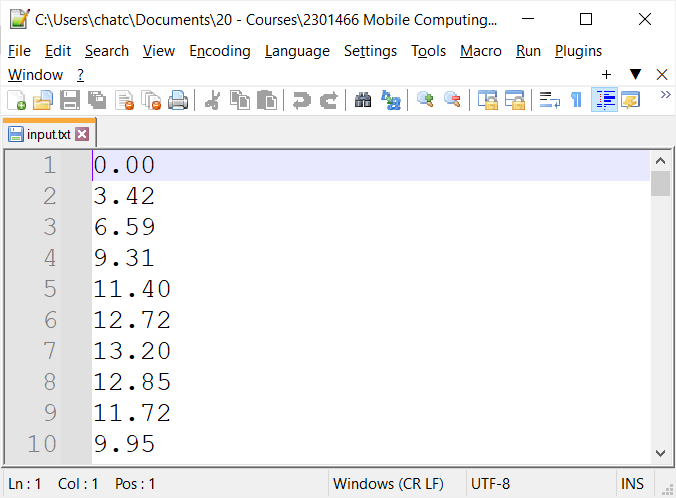 C:\Users\chatc\Documents\20 - Courses\2301466 Mobile Computing...
File Edit Search View Encoding Language Settings Tools Macro Run Plugins
Window ? + ▼ X
input.txt
1 0.00
2 3.42
3 6.59
4 9.31
5 11.40
6 12.72
7 13.20
8 12.85
9 11.72
10 9.95
Ln : 1 Col : 1 Pos : 1 Windows (CR LF) UTF-8 INS